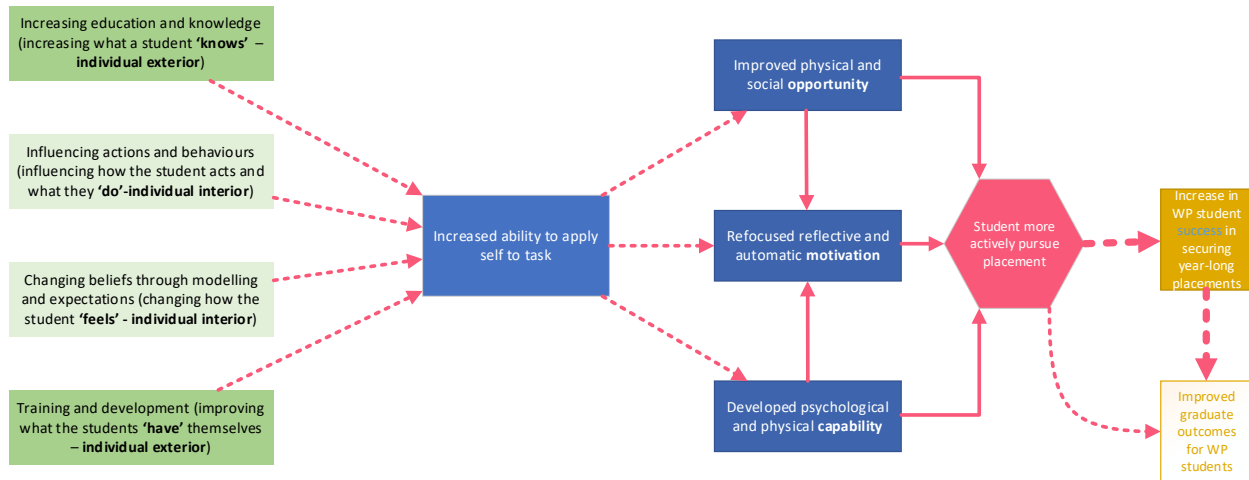 Increasing education and knowledge
(increasing what a student ‘knows’ –
individual exterior)
Influencing actions and behaviours
(influencing how the student acts and
what they ‘do’-individual interior)
Changing beliefs through modelling
and expectations (changing how the
student ‘feels’ - individual interior)
Training and development (improving
what the students ‘have’ themselves
– individual exterior)
Increased ability to apply
self to task
Improved physical and
social opportunity
Refocused reflective and
automatic motivation
Developed psychological
and physical capability
Student more
actively pursue
placement
Increase in
WP student
success in
securing
year-long
placements
Improved
graduate
outcomes
for WP
students